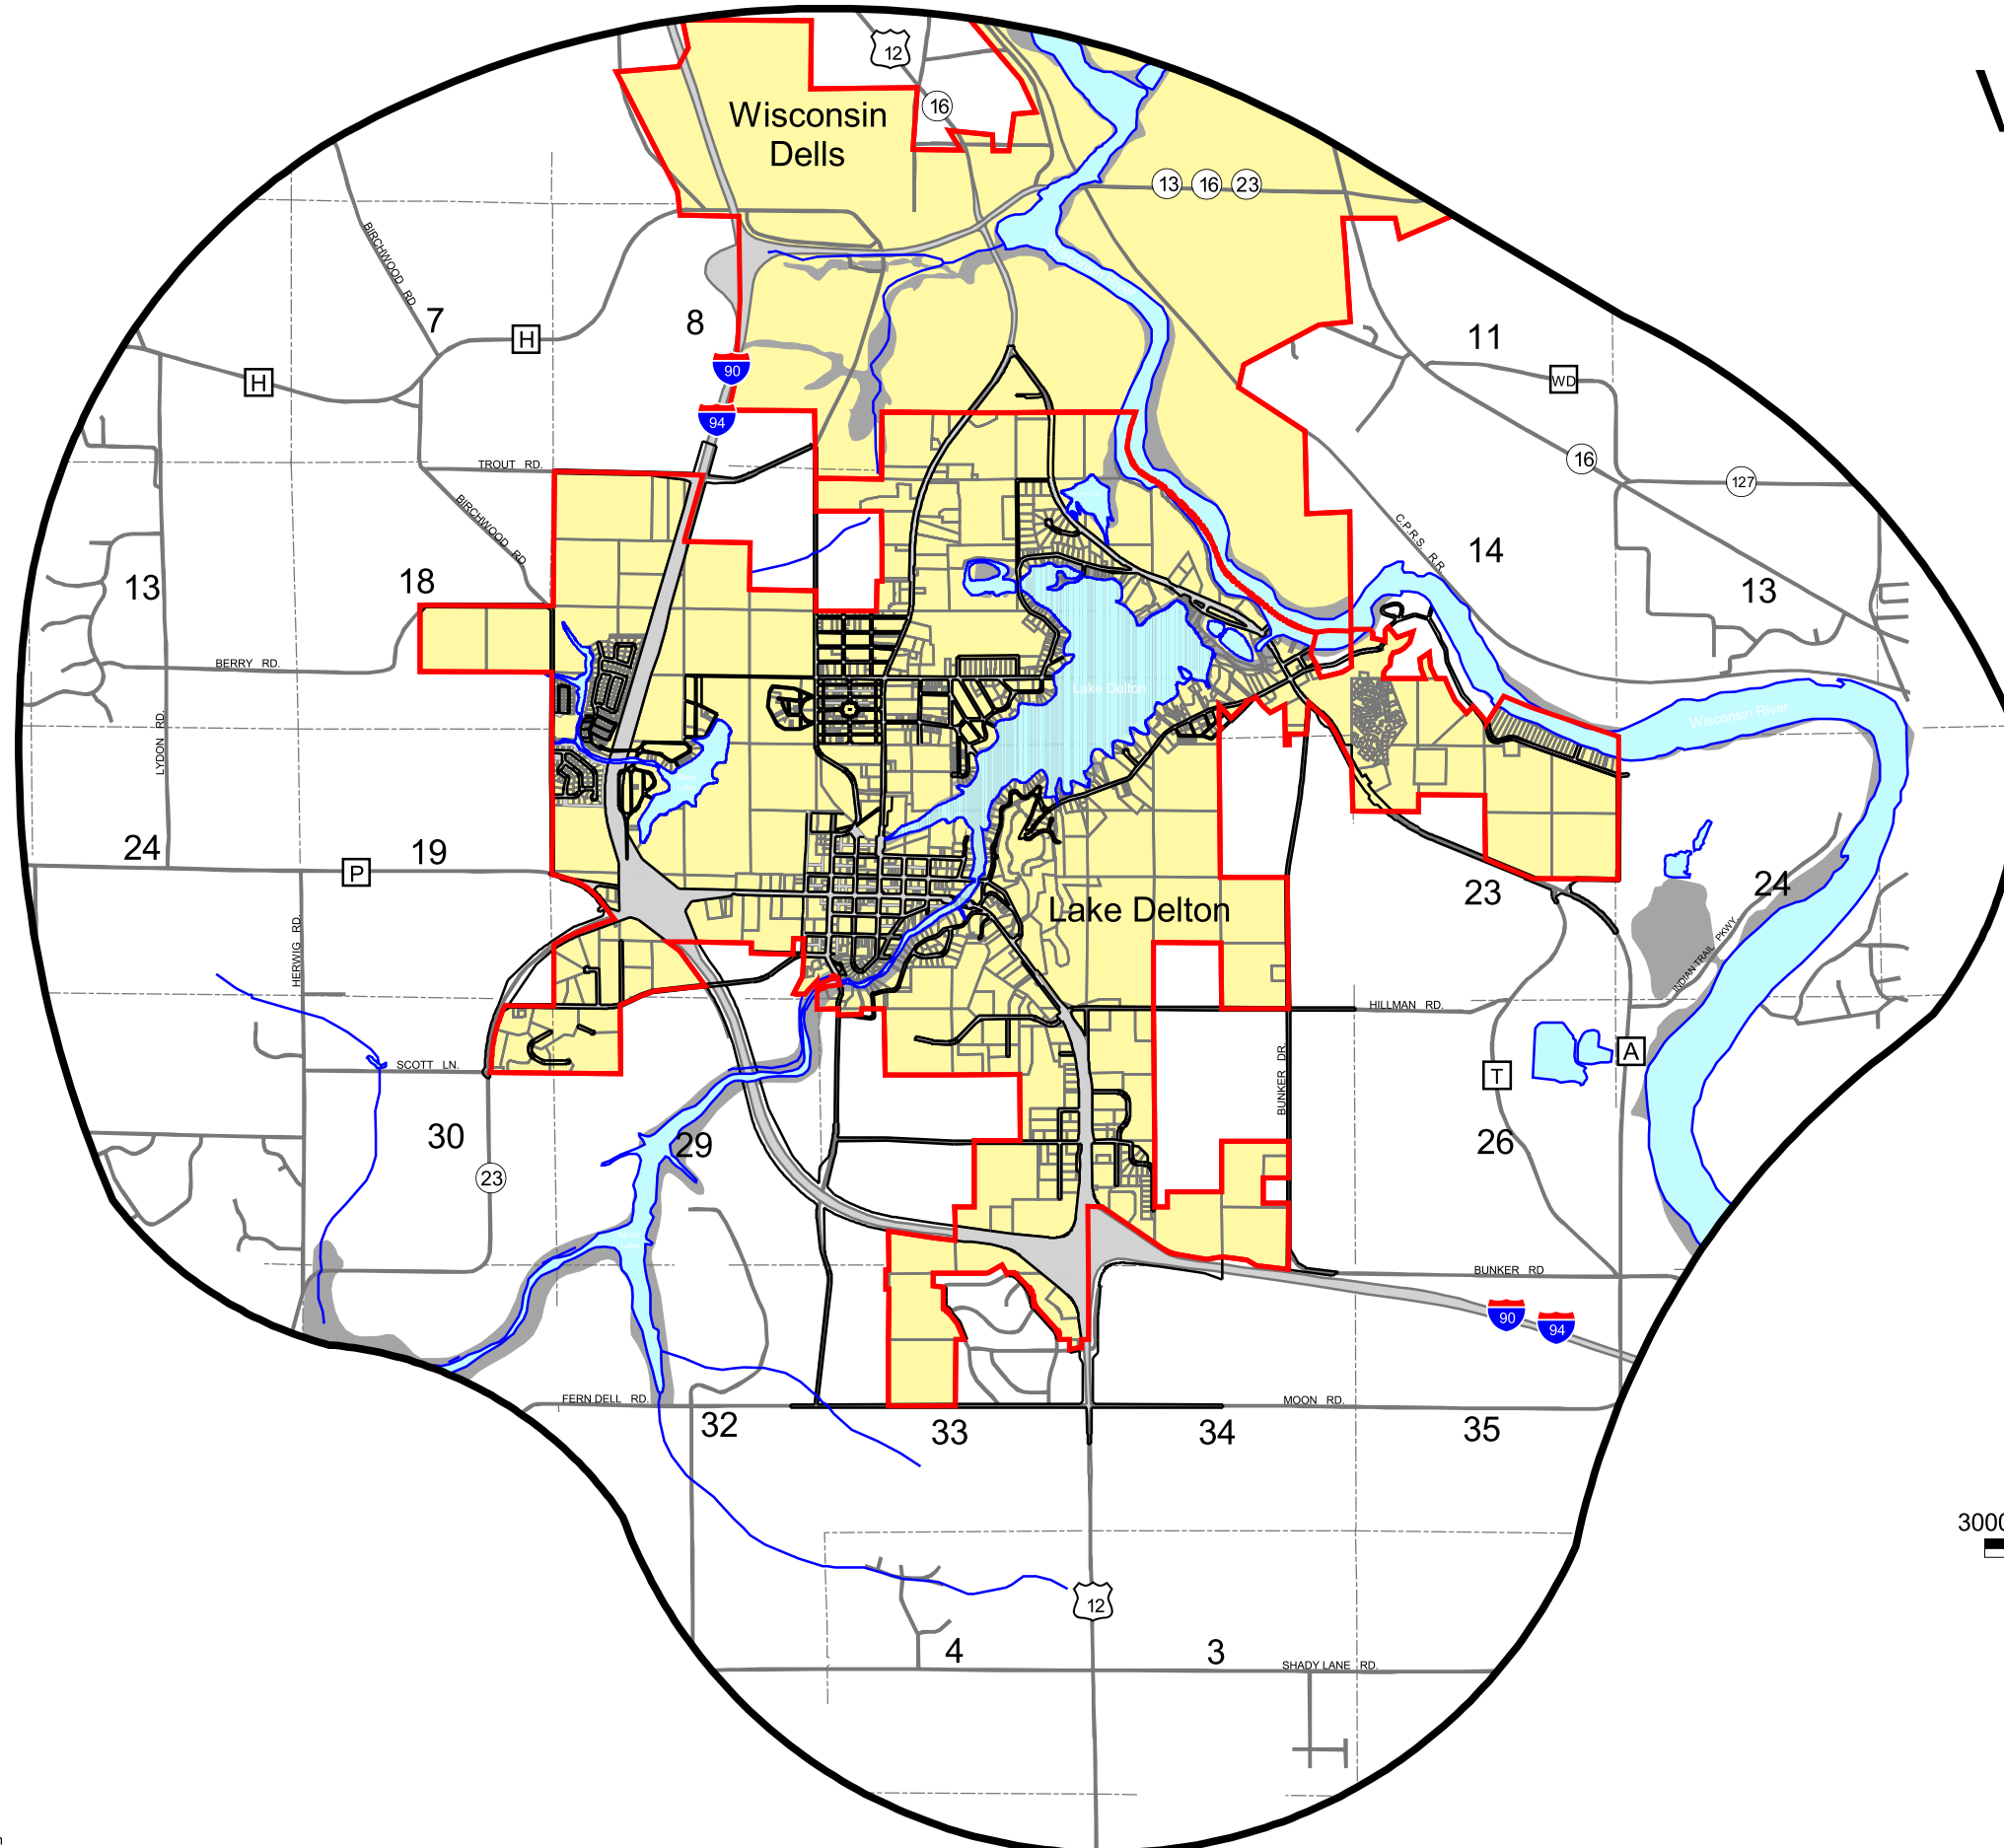 12
Wisconsin
Dells
16
13 16 23
BIRCHWOOD RD.
7
8
11
H
H
90
WD
94
16
TROUT RD.
127
BIRCHWOOD RD.
C.P.R.S. R.R.
14
13
18
13
BERRY RD.
Lake Delton
Wisconsin River
LYDON RD.
24
19
P
23
24
Lake Delton
HERWIG RD.
INDIAN TRAIL PKWY.
HILLMAN RD.
SCOTT LN.
BUNKER DR.
A
T
30
29
26
23
BUNKER RD
90
94
FERN DELL RD.
MOON RD.
32
33
34
35
3000
12
4
3
SHADY LANE RD.